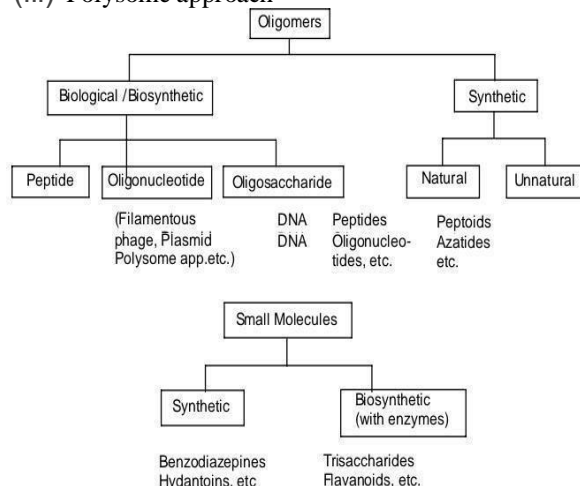 (...) Polysome approach
Oligomers
Biological /Biosynthetic
Synthetic
Peptide
Oligonucleotide
Oligosaccharide
Natural
Unnatural
(Filamentous
phage, Plasmid
Polysome app.etc.)
DNA
DNA
Peptides
Oligonucleo-
tides, etc.
Peptoids
Azatides
etc.
Small Molecules
Synthetic
Biosynthetic
(with enzymes)
Benzodiazepines
Hydantoins, etc
Trisaccharides
Flavanoids, etc.